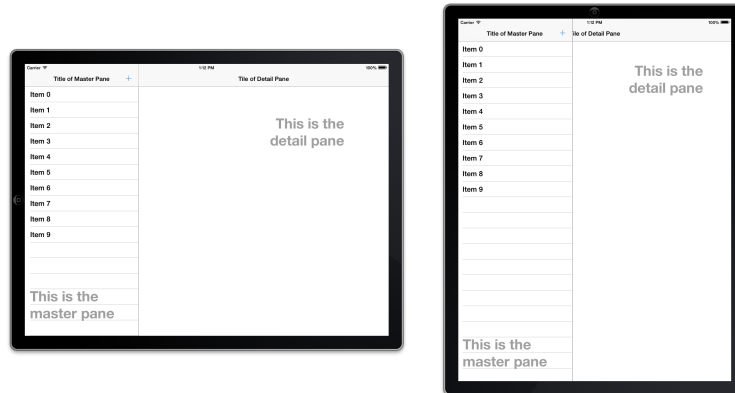 Carrier
1:12 PM
100%
Title of Master Pane +
Tile of Detail Pane
Item 0
Item 1
Item 2
Item 3
Item 4
Item 5
Item 6
Item 7
Item 8
Item 9
This is the
master pane
This is the
detail pane
Carrier
1:12 PM
100%
Title of Master Pane +
ile of Detail Pane
Item 0
Item 1
Item 2
Item 3
Item 4
Item 5
Item 6
Item 7
Item 8
Item 9
This is the
master pane
This is the
detail pane